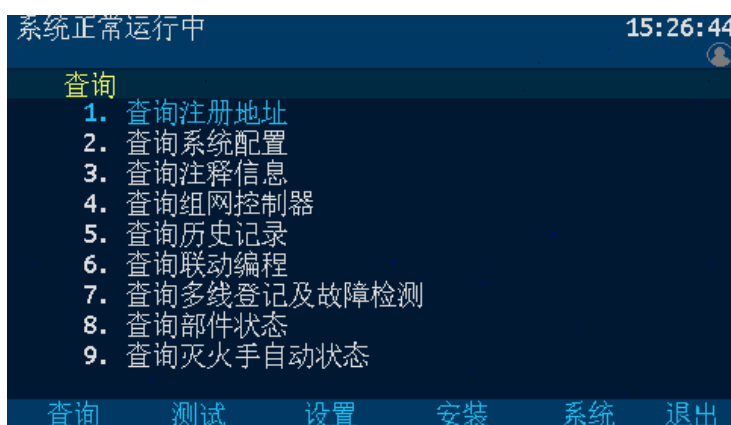 系统正常运行中 15:26:44
查询
1. 查询注册地址
2. 查询系统配置
3. 查询注释信息
4. 查询组网控制器
5. 查询历史记录
6. 查询联动编程
7. 查询多线登记及故障检测
8. 查询部件状态
9. 查询灭火手自动状态
查询 测试 设置 安装 系统 退出